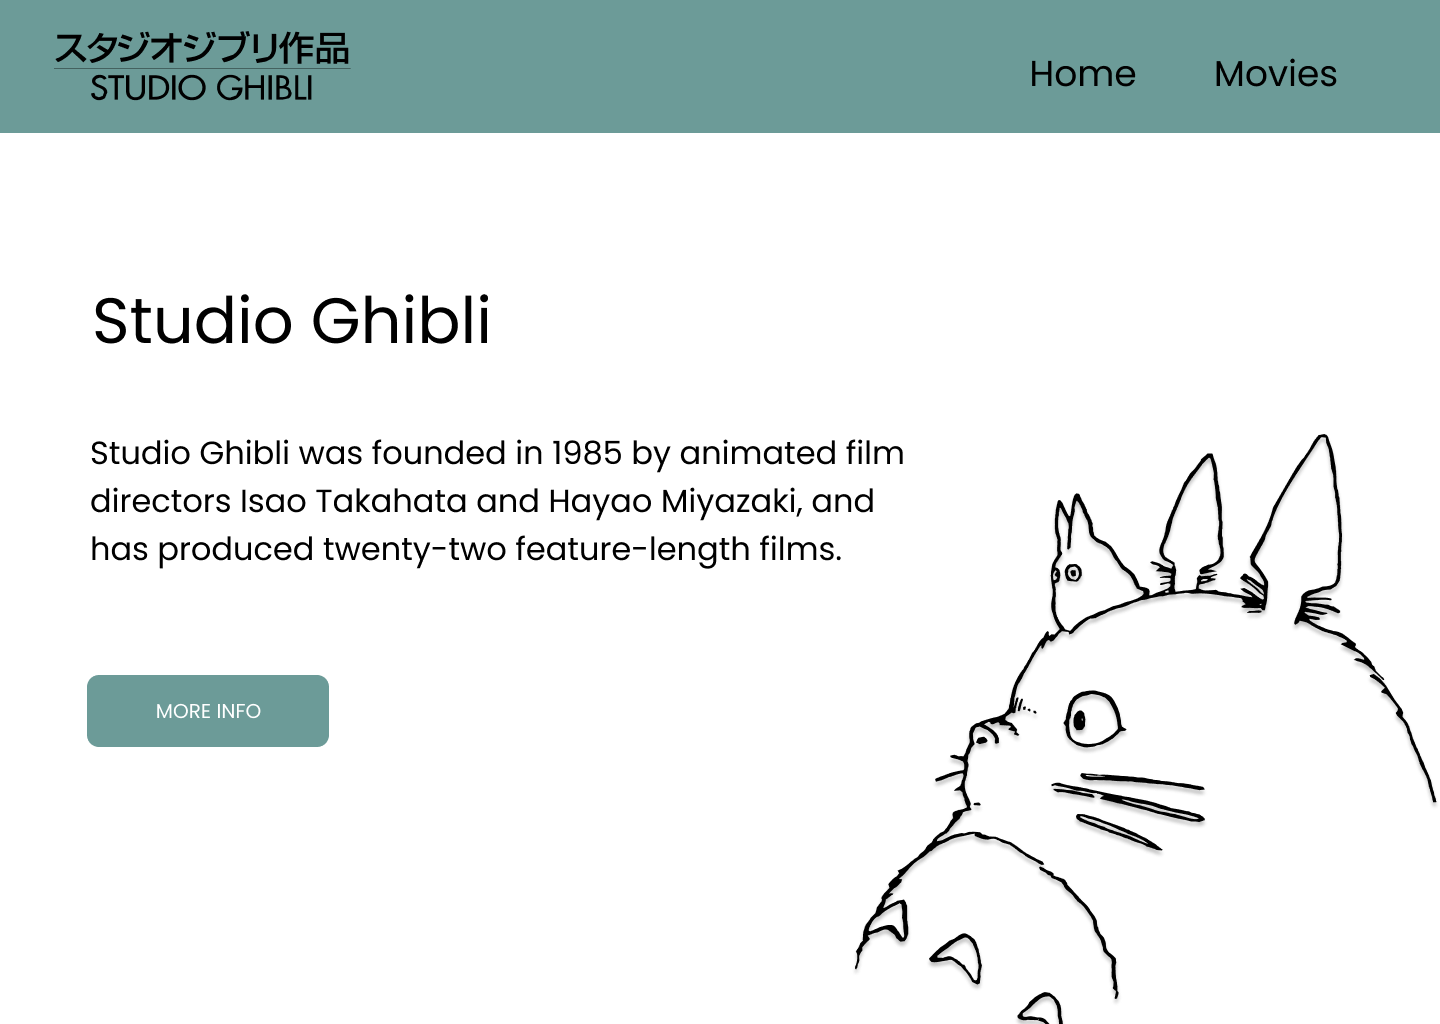 スタジオジブリ作品
STUDIO GHIBLI
Home
Movies
Studio Ghibli
Studio Ghibli was founded in 1985 by animated film
directors Isao Takahata and Hayao Miyazaki, and
has produced twenty-two feature-length films.
MORE INFO